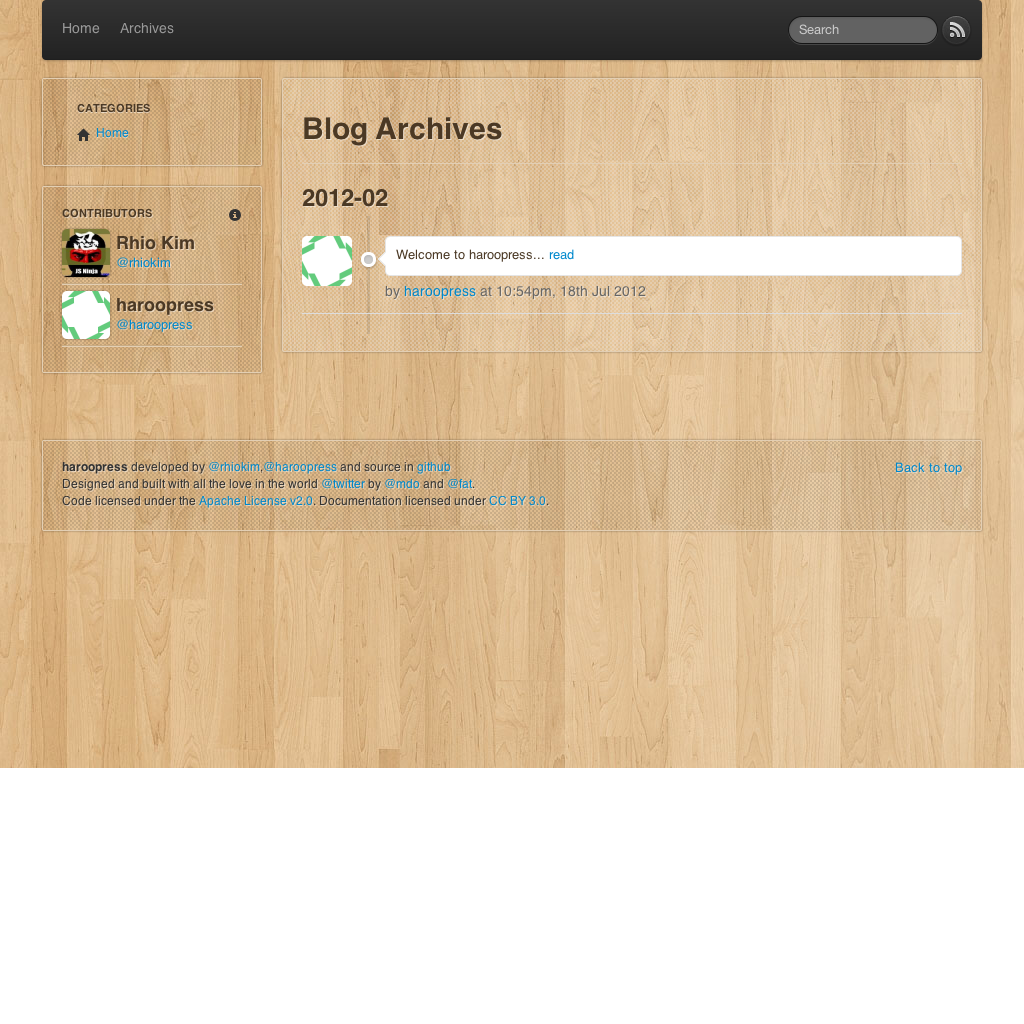 Home Archives Search
CATEGORIES
Home
CONTRIBUTORS
Rhio Kim
@rhiokim
haroopress
@haroopress
Blog Archives
2012-02
Welcome to haroopress... read
by haroopress at 10:54pm, 18th Jul 2012
haroopress developed by @rhiokim,@haroopress and source in github
Back to top
Designed and built with all the love in the world @twitter by @mdo and @fat.
Code licensed under the Apache License v2.0. Documentation licensed under CC BY 3.0.
JS Ninja